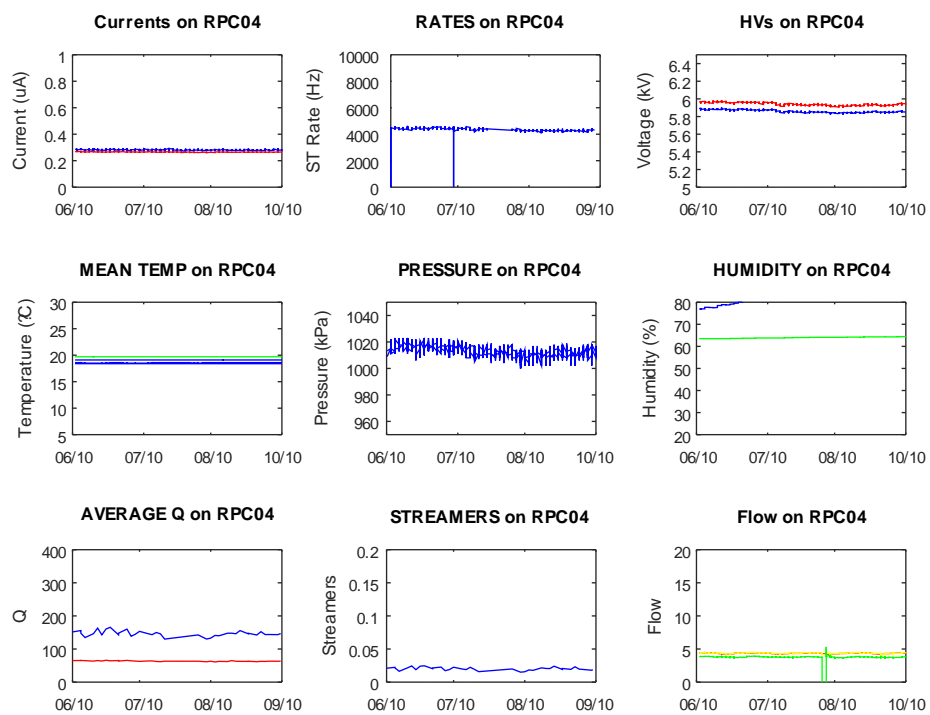 Currents on RPC04
RATES on RPC04
HVs on RPC04
Current (uA)
1
0.8
0.6
0.4
0.2
0
06/10 07/10 08/10 10/10
ST Rate (Hz)
10000
8000
6000
4000
2000
0
06/10 07/10 08/10 09/10
Voltage (kV)
6.4
6.2
6
5.8
5.6
5.4
5.2
5
06/10 07/10 08/10 10/10
MEAN TEMP on RPC04
PRESSURE on RPC04
HUMIDITY on RPC04
Temperature (?C)
30
25
20
15
10
5
06/10 07/10 08/10 10/10
Pressure (kPa)
1040
1020
1000
980
960
06/10 07/10 08/10 10/10
Humidity (%)
80
70
60
50
40
30
20
06/10 07/10 08/10 10/10
AVERAGE Q on RPC04
STREAMERS on RPC04
Flow on RPC04
Q
400
300
200
100
0
06/10 07/10 08/10 09/10
Streamers
0.2
0.15
0.1
0.05
0
06/10 07/10 08/10 09/10
Flow
20
15
10
5
0
06/10 07/10 08/10 10/10